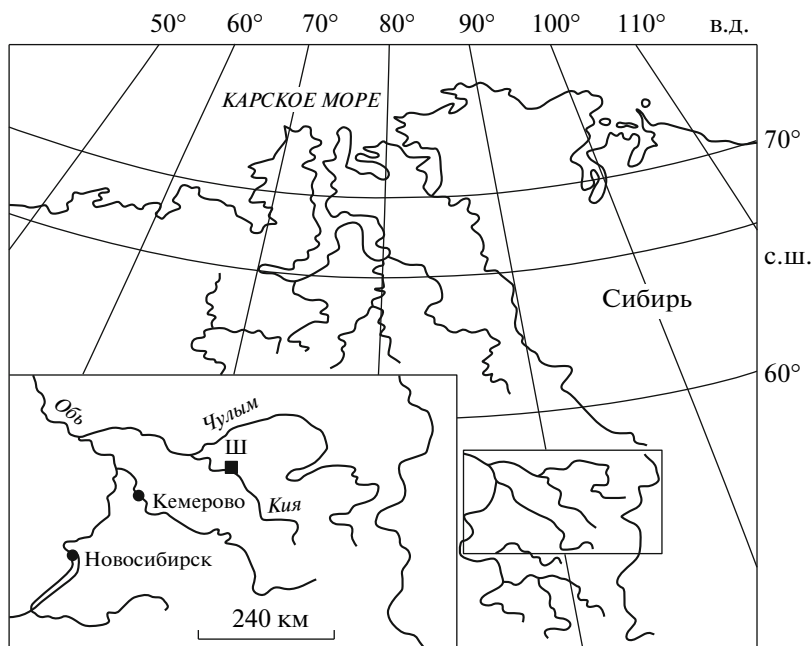 50° 60° 70° 80° 90° 100° 110° в.д.
КАРСКОЕ МОРЕ
70°
с.ш.
Сибирь
60°
Обь
Чулым
Ш
Кемерово
Кия
Новосибирск
240 км